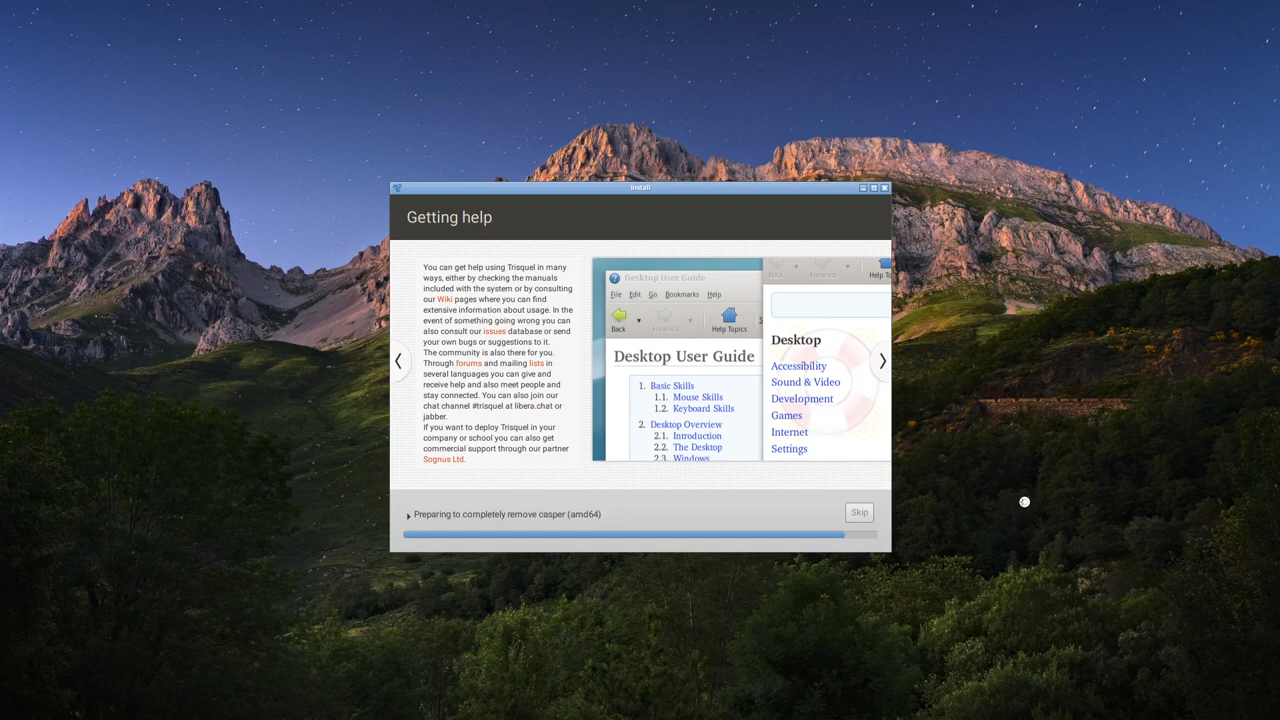 Install
Getting help
You can get help using Trisquel in many
ways, either by checking the manuals
included with the system or by consulting
our Wiki pages where you can find
extensive information about usage. In the
event of something going wrong you can
also consult our issues database or send
your own bugs or suggestions to it.
The community is also there for you.
Through forums and mailing lists in
several languages you can give and
receive help and also meet people and
stay connected. You can also join our
chat channel #trisquel at libera.chat or
jabber.
If you want to deploy Trisquel in your
company or school you can also get
commercial support through our partner
Sognus Ltd.
Desktop User Guide
File Edit Go Bookmarks Help
Back Forward Help Topics
Desktop User Guide
1. Basic Skills
1.1. Mouse Skills
1.2. Keyboard Skills
2. Desktop Overview
2.1. Introduction
2.2. The Desktop
2.3. Windows
Back Forward Help To
Desktop
Accessibility
Sound & Video
Development
Games
Internet
Settings
Preparing to completely remove casper (amd64)
Skip